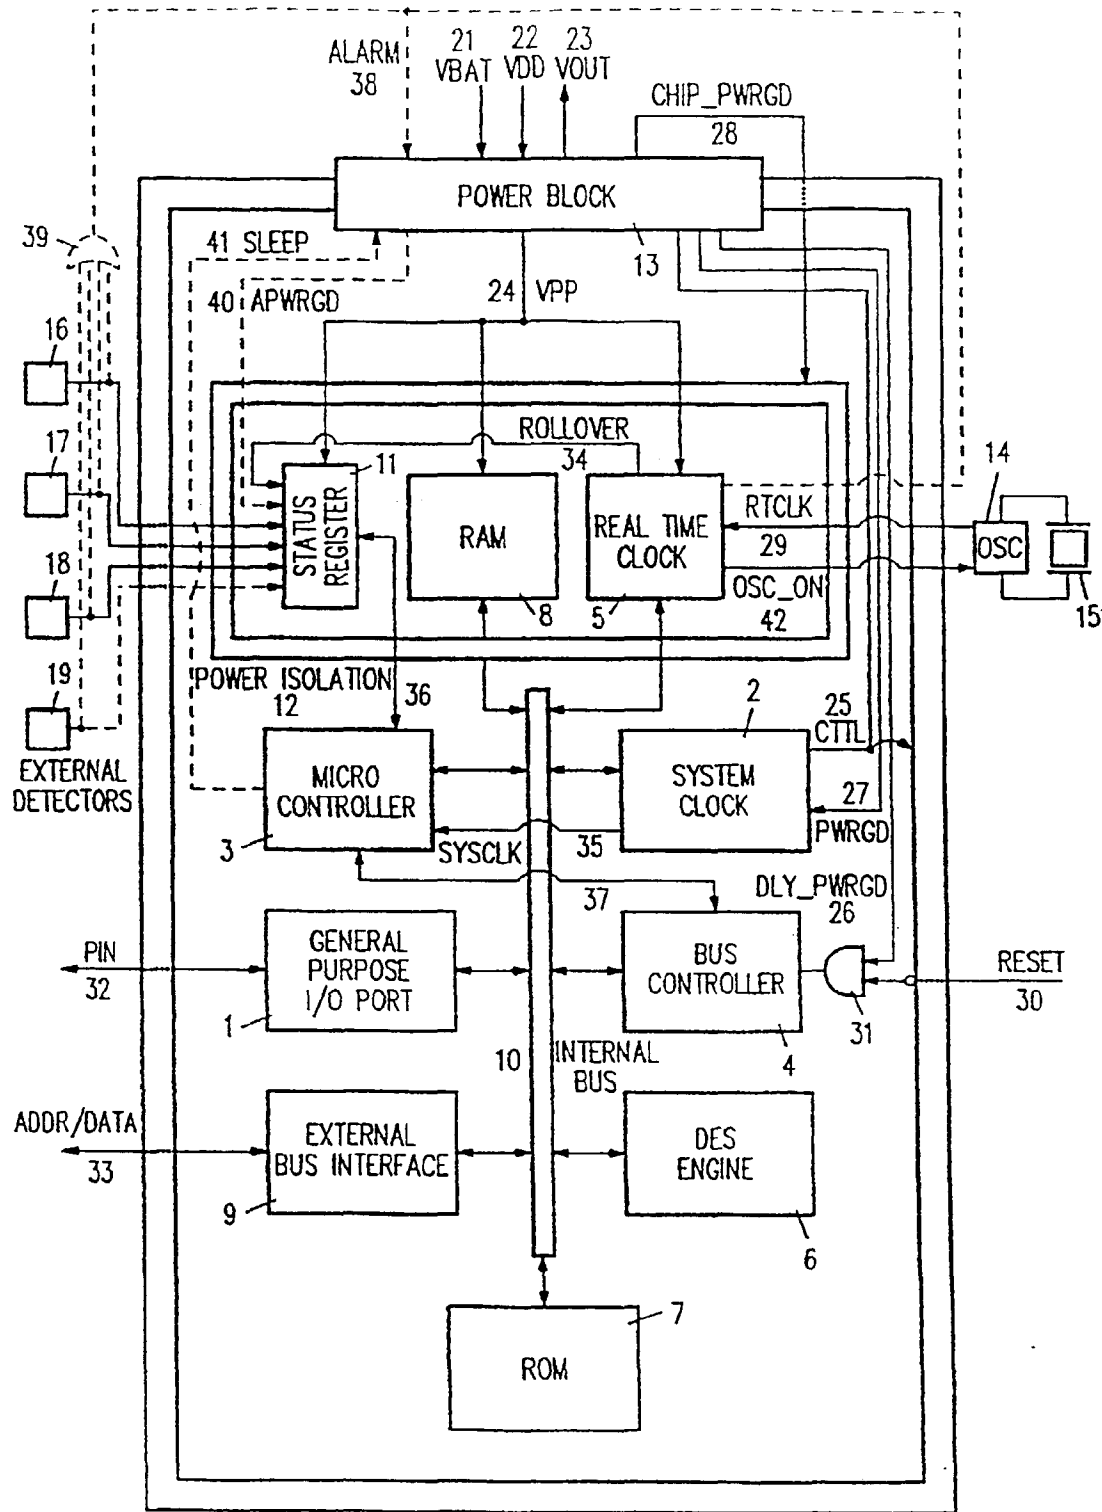 ALARM
38
21
VBAT
22
VDD
23
VOUT
CHIP_PWRGD
28
POWER BLOCK
13
39
41 SLEEP
40 APWRGD
24 VPP
16
17
18
19
EXTERNAL
DETECTORS
ROLLOVER
34
11
STATUS
REGISTER
RAM
8
REAL TIME
CLOCK
5
RTCLK
29
OSC_ON
42
14
OSC
15
POWER ISOLATION
12
36
2
25
CTTL
MICRO
CONTROLLER
3
SYSTEM
CLOCK
27
PWRGD
SYSCLK
35
37
DLY_PWRGD
26
PIN
32
GENERAL
PURPOSE
I/O PORT
1
BUS
CONTROLLER
4
31
RESET
30
10
INTERNAL
BUS
ADDR/DATA
33
EXTERNAL
BUS INTERFACE
9
DES
ENGINE
6
7
ROM